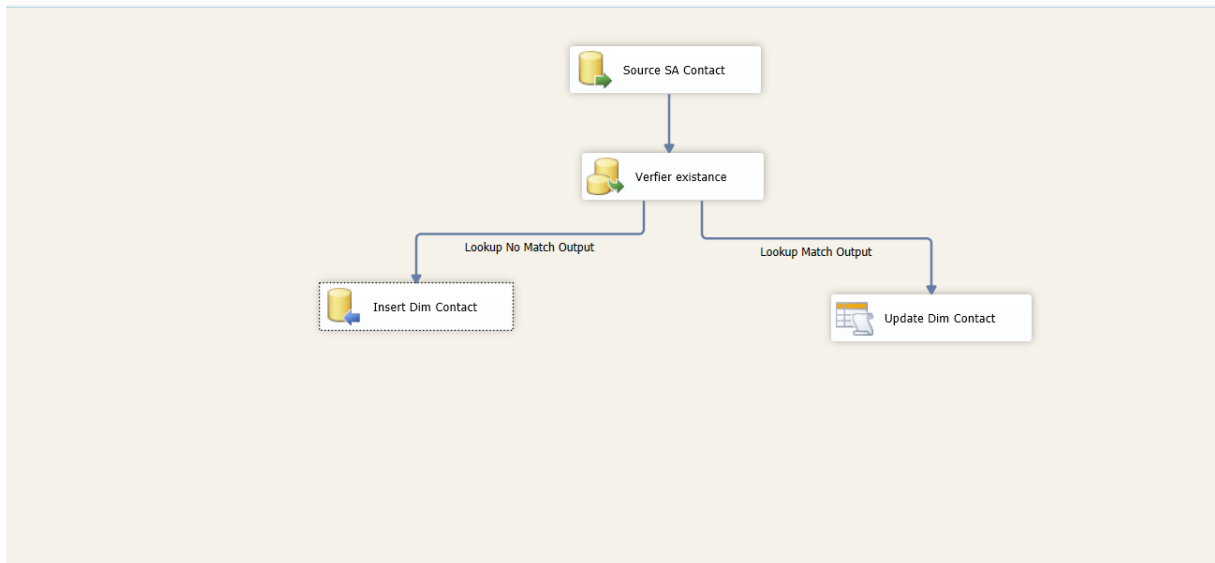 Source SA Contact
Verfier existance
Lookup No Match Output
Lookup Match Output
Insert Dim Contact
Update Dim Contact